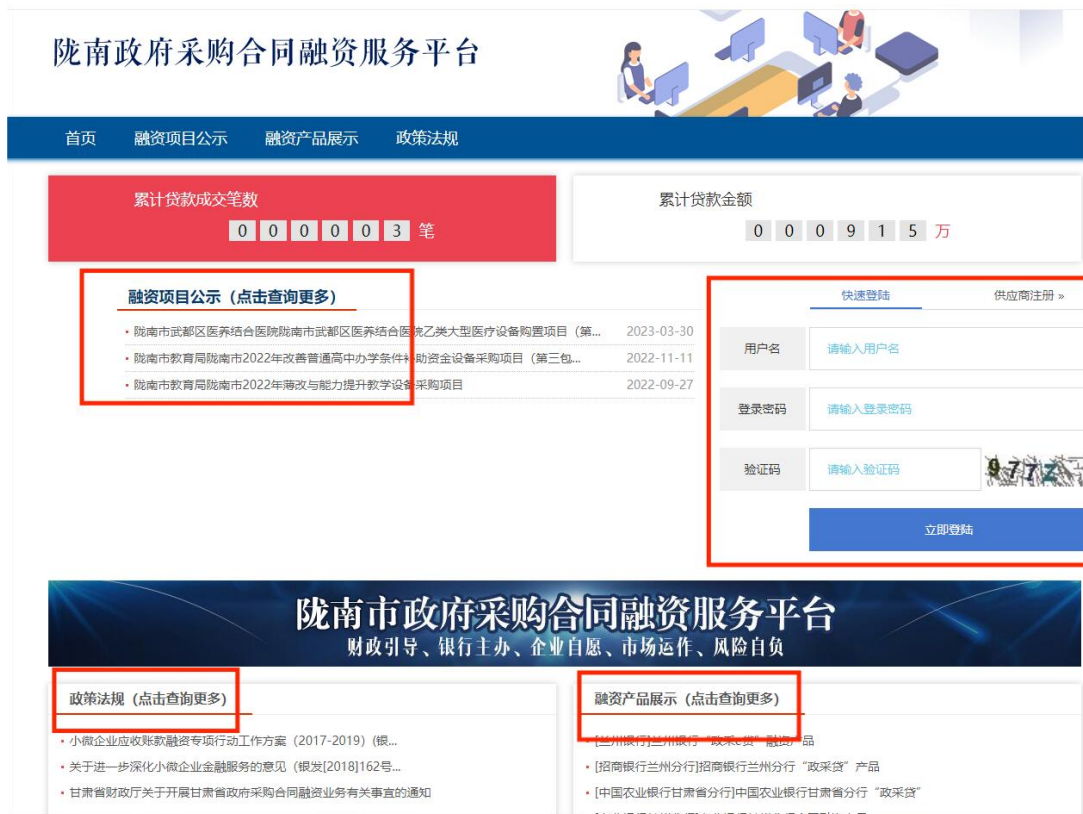 陇南政府采购合同融资服务平台
首页 融资项目公示 融资产品展示 政策法规
累计贷款成交笔数
0 0 0 0 0 3 笔
累计贷款金额
0 0 0 9 1 5 万
融资项目公示（点击查询更多）
• 陇南市武都区医养结合医院陇南市武都区医养结合医院乙类大型医疗设备购置项目（第... 2023-03-30
• 陇南市教育局陇南市2022年改善普通高中办学条件补助资金设备采购项目（第三包... 2022-11-11
• 陇南市教育局陇南市2022年薄改与能力提升教学设备采购项目 2022-09-27
快速登陆 供应商注册 »
用户名 请输入用户名
登录密码 请输入登录密码
验证码 请输入验证码 977Z
立即登陆
陇南市政府采购合同融资服务平台
财政引导、银行主办、企业自愿、市场运作、风险自负
政策法规（点击查询更多）
• 小微企业应收账款融资专项行动工作方案（2017-2019）(银...
• 关于进一步深化小微企业金融服务的意见（银发[2018]162号...
• 甘肃省财政厅关于开展甘肃省政府采购合同融资业务有关事宜的通知
融资产品展示（点击查询更多）
• [兰州银行]兰州银行“政采e贷”融资产品
• [招商银行兰州分行]招商银行兰州分行“政采贷”产品
• [中国农业银行甘肃省分行]中国农业银行甘肃省分行“政采贷”